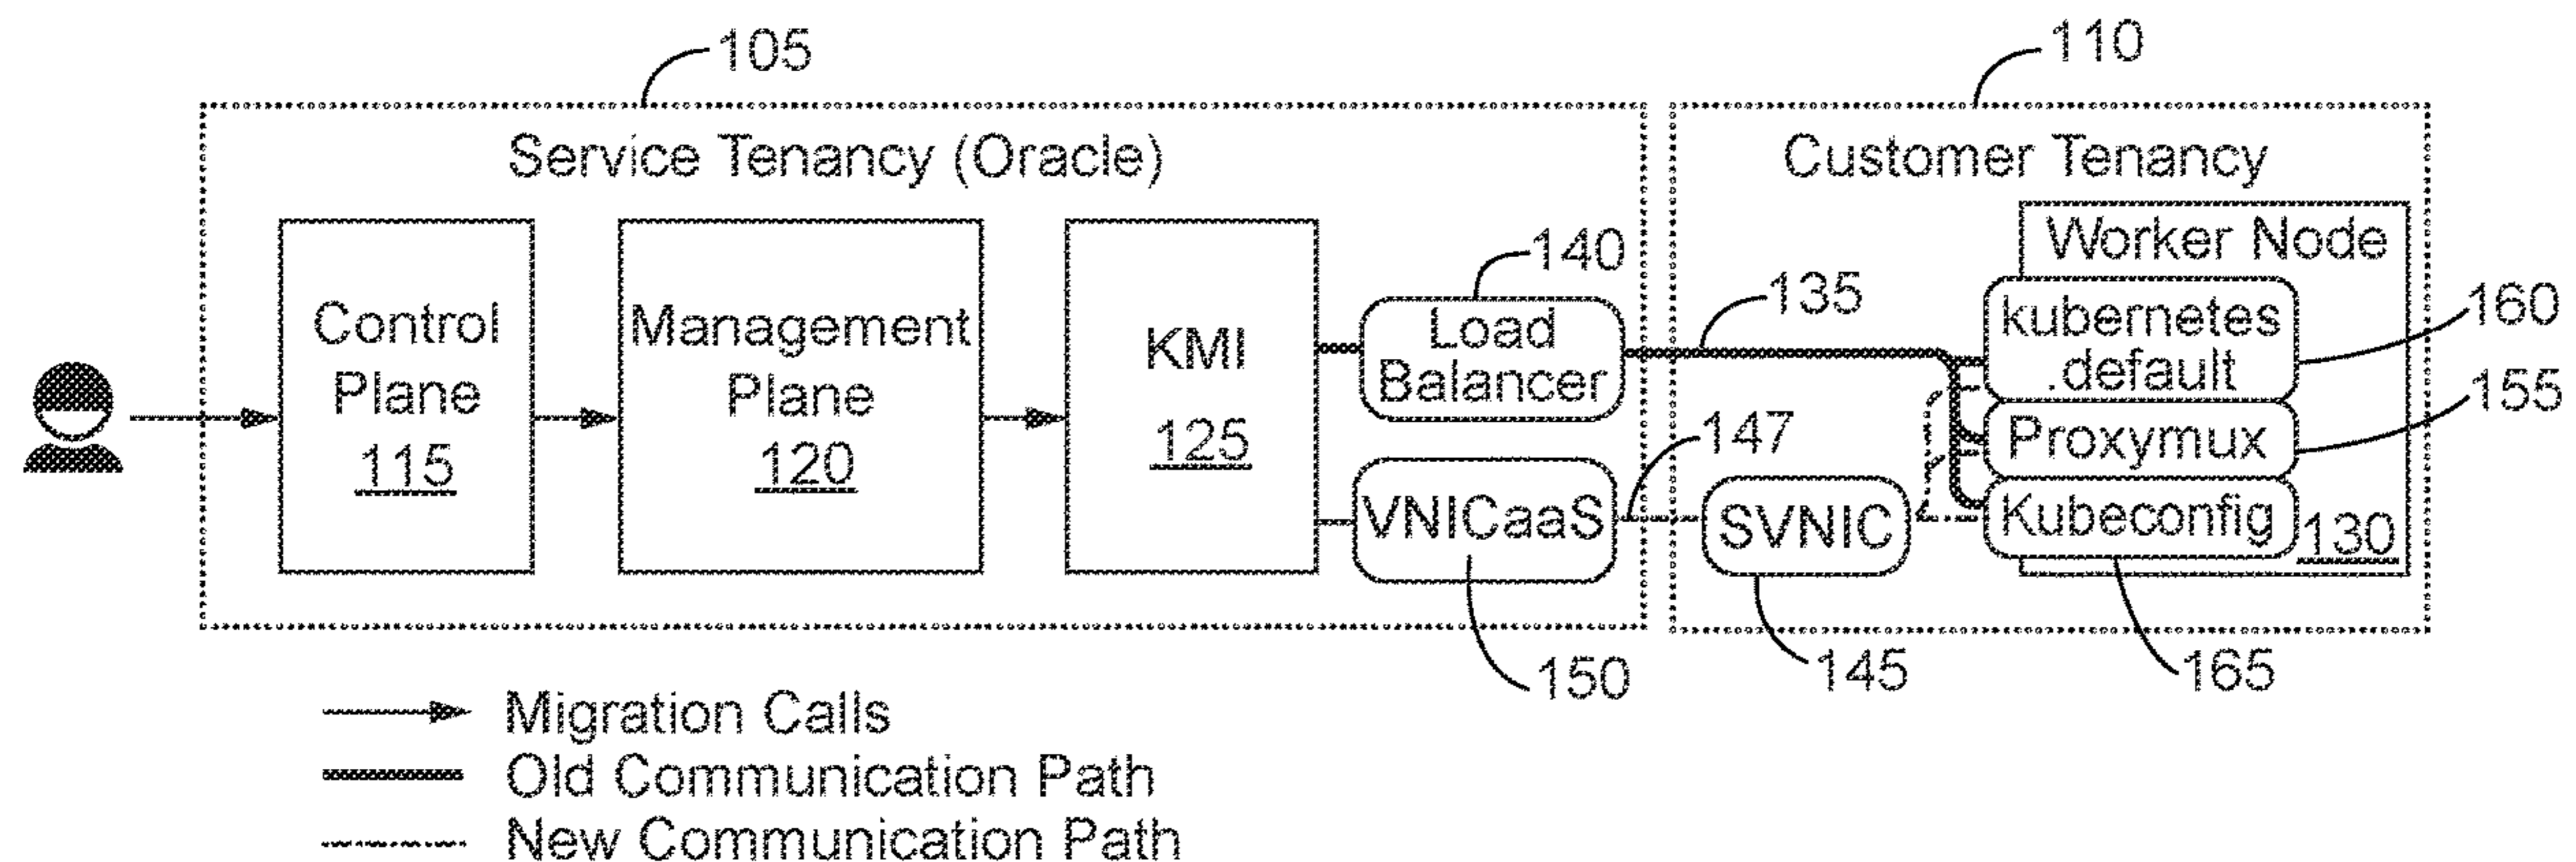 105
110
Service Tenancy (Oracle)
Customer Tenancy
Worker Node
140
135
160
kubernetes
.default
Control
Plane
115
Management
Plane
120
KMI
125
Load
Balancer
155
147
Proxymux
VNICaaS
SVNIC
Kubeconfig
130
150
145
165
Migration Calls
Old Communication Path
New Communication Path